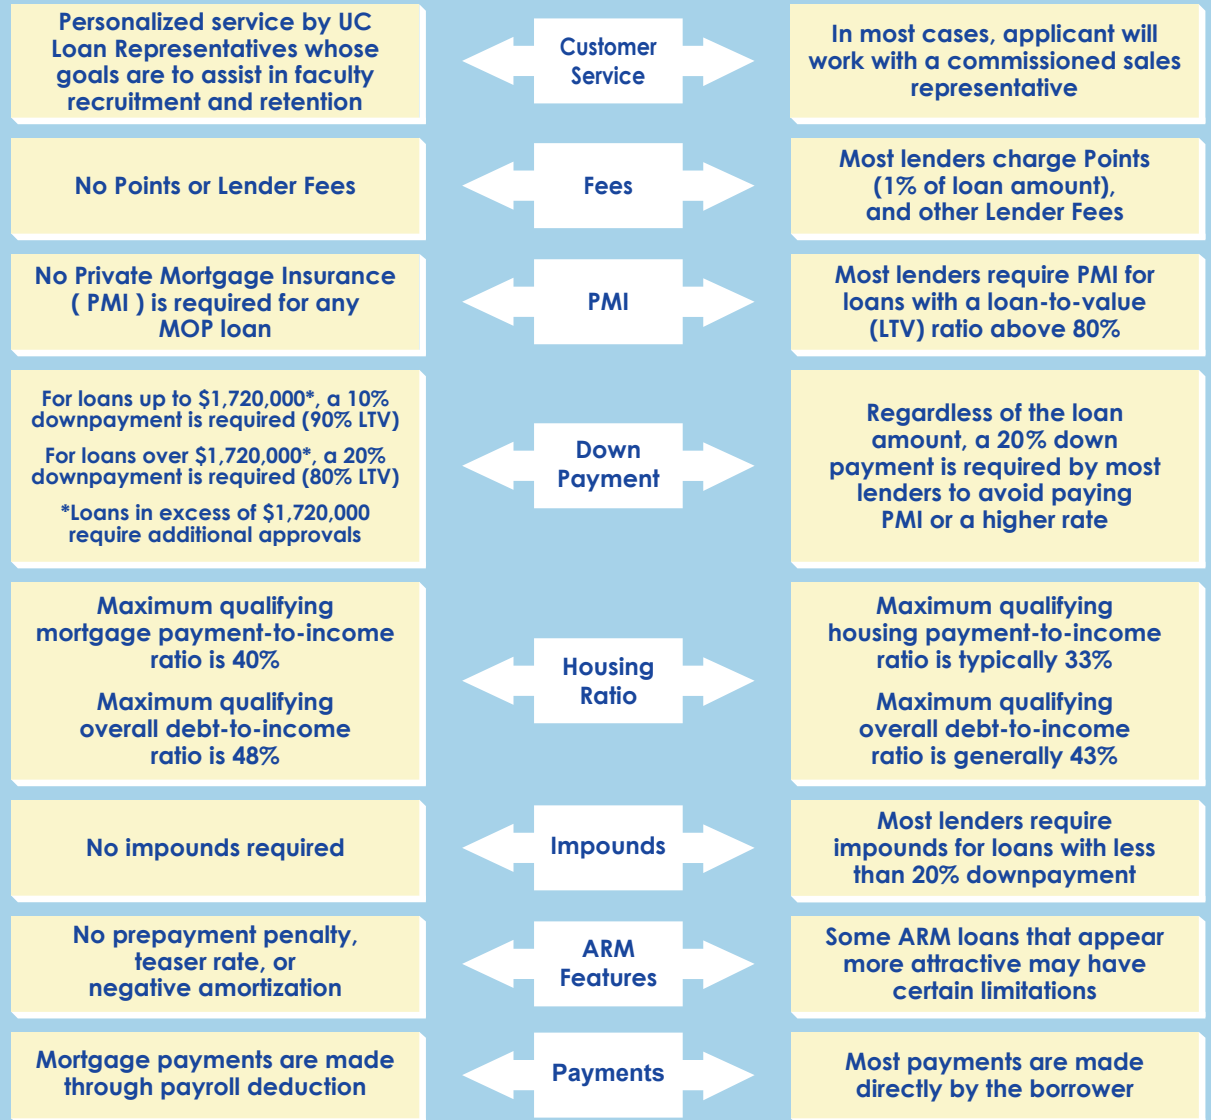 Personalized service by UC
Loan Representatives whose
goals are to assist in faculty
recruitment and retention
Customer
Service
In most cases, applicant will
work with a commissioned sales
representative
No Points or Lender Fees
Fees
Most lenders charge Points
(1% of loan amount),
and other Lender Fees
No Private Mortgage Insurance
( PMI ) is required for any
MOP loan
PMI
Most lenders require PMI for
loans with a loan-to-value
(LTV) ratio above 80%
For loans up to $1,720,000*, a 10%
downpayment is required (90% LTV)
For loans over $1,720,000*, a 20%
downpayment is required (80% LTV)
*Loans in excess of $1,720,000
require additional approvals
Down
Payment
Regardless of the loan
amount, a 20% down
payment is required by most
lenders to avoid paying
PMI or a higher rate
Maximum qualifying
mortgage payment-to-income
ratio is 40%
Maximum qualifying
overall debt-to-income
ratio is 48%
Housing
Ratio
Maximum qualifying
housing payment-to-income
ratio is typically 33%
Maximum qualifying
overall debt-to-income
ratio is generally 43%
No impounds required
Impounds
Most lenders require
impounds for loans with less
than 20% downpayment
No prepayment penalty,
teaser rate, or
negative amortization
ARM
Features
Some ARM loans that appear
more attractive may have
certain limitations
Mortgage payments are made
through payroll deduction
Payments
Most payments are made
directly by the borrower